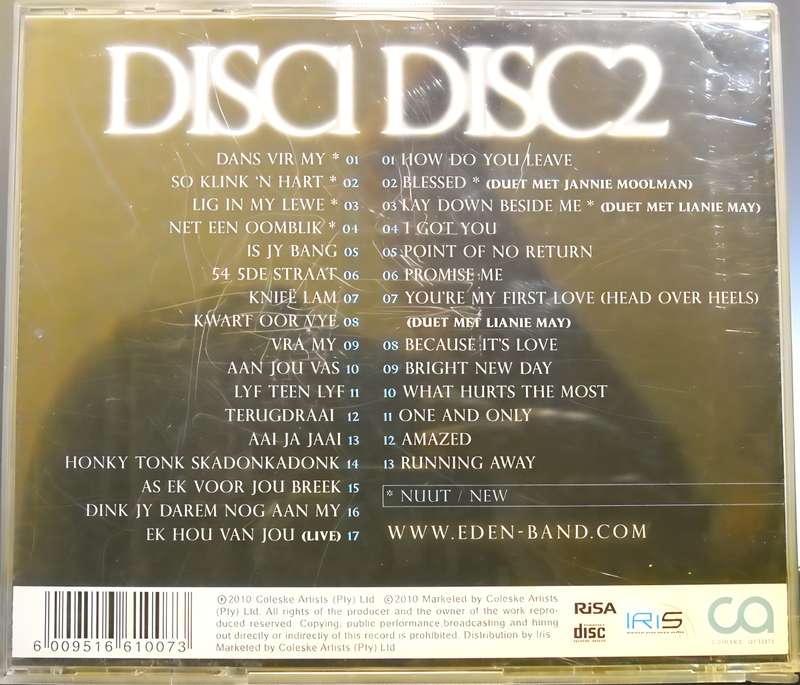 DISC1 DISC2
DANS VIR MY * 01
SO KLINK 'N HART * 02
LIG IN MY LEWE * 03
NET EEN OOMBLIK * 04
IS JY BANG 05
54 5DE STRAAT 06
KNIEË LAM 07
KWART OOR VYF 08
VRA MY 09
AAN JOU VAS 10
LYF TEEN LYF 11
TERUGDRAAI 12
AAI JA JAAI 13
HONKY TONK SKADONKADONK 14
AS EK VOOR JOU BREEK 15
DINK JY DAREM NOG AAN MY 16
EK HOU VAN JOU (LIVE) 17
01 HOW DO YOU LEAVE
02 BLESSED * (DUET MET JANNIE MOOLMAN)
03 LAY DOWN BESIDE ME * (DUET MET LIANIE MAY)
04 I GOT YOU
05 POINT OF NO RETURN
06 PROMISE ME
07 YOU'RE MY FIRST LOVE (HEAD OVER HEELS)
(DUET MET LIANIE MAY)
08 BECAUSE IT'S LOVE
09 BRIGHT NEW DAY
10 WHAT HURTS THE MOST
11 ONE AND ONLY
12 AMAZED
13 RUNNING AWAY
* NUUT / NEW
WWW.EDEN-BAND.COM
6 009516 610073
℗2010 Coleske Artists (Pty) Ltd ©2010 Marketed by Coleske Artists
(Pty) Ltd. All rights of the producer and the owner of the work repro-
duced reserved. Copying, public performance,broadcasting and hiring
out directly or indirectly of this record is prohibited. Distribution by Iris
Marketed by Coleske Artists (Pty) Ltd
RiSA
disc
IRIS
ca
coleske artists